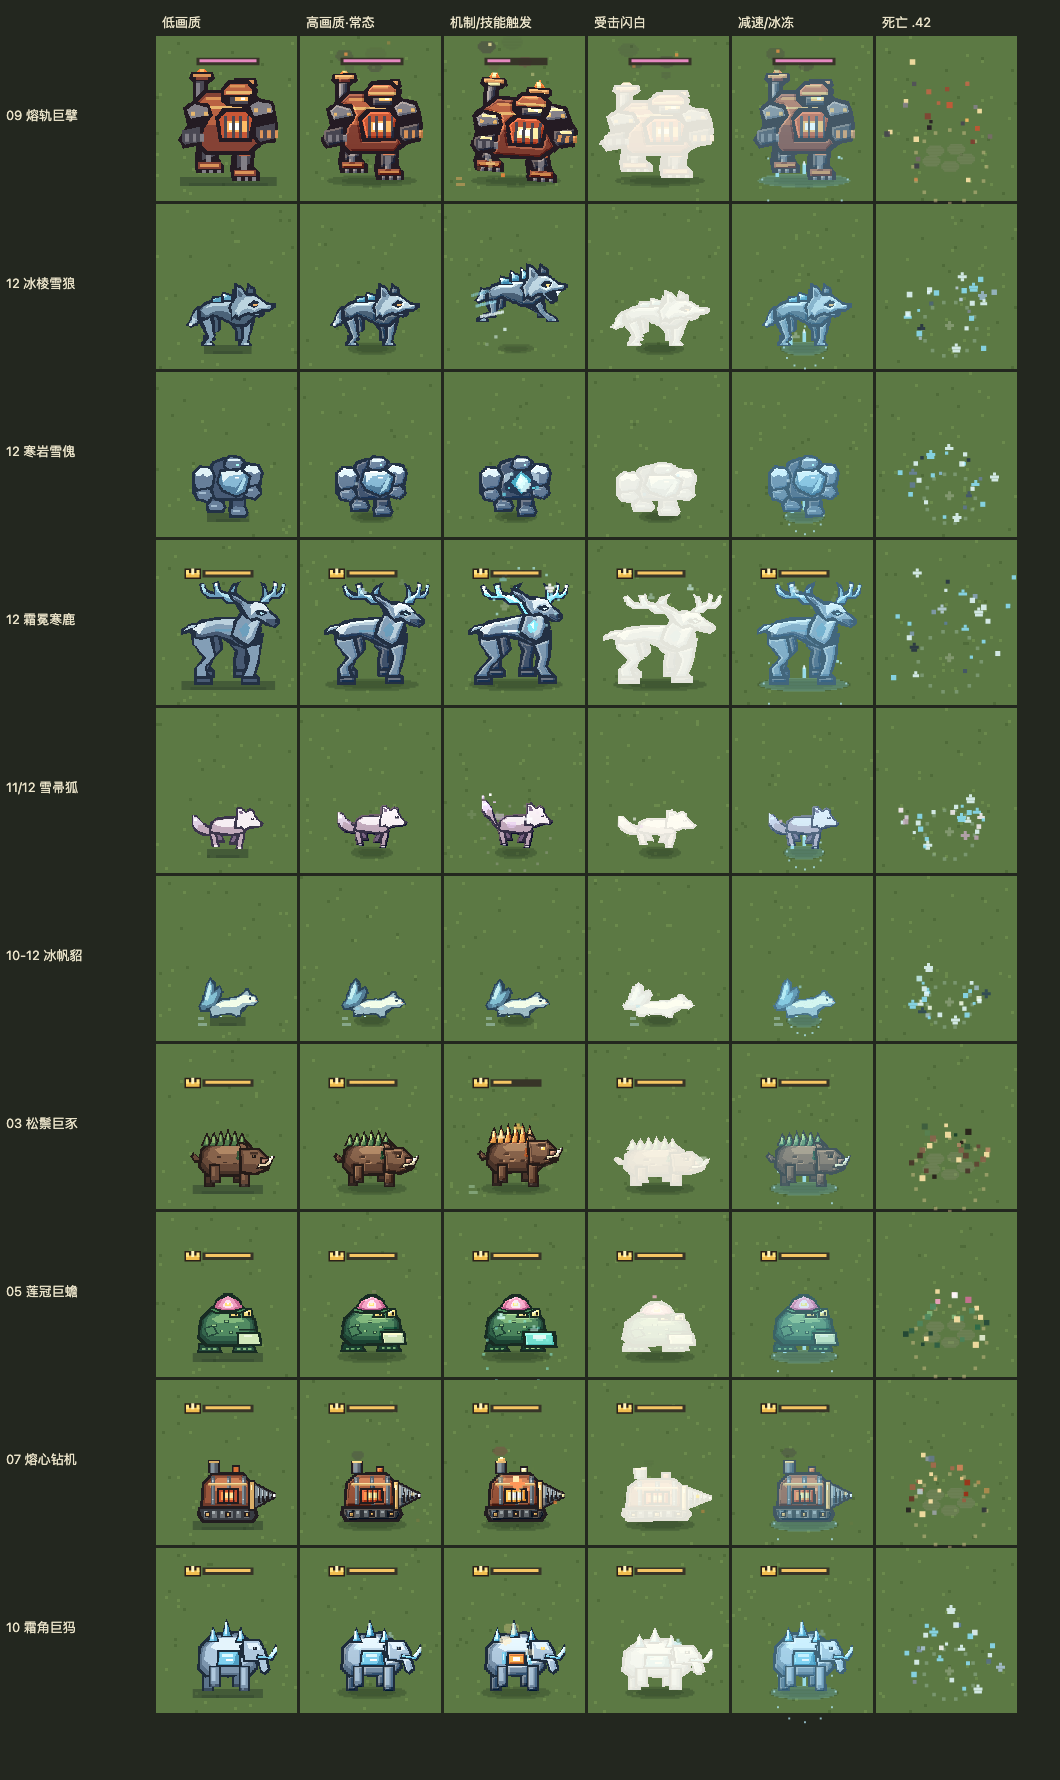 低画质 高画质·常态 机制/技能触发 受击闪白 减速/冰冻 死亡 .42
09 熔轨巨擘
12 冰棱雪狼
12 寒岩雪傀
12 霜冕寒鹿
11/12 雪帚狐
10-12 冰帆貂
03 松鬃巨豕
05 莲冠巨蟾
07 熔心钻机
10 霜角巨犸